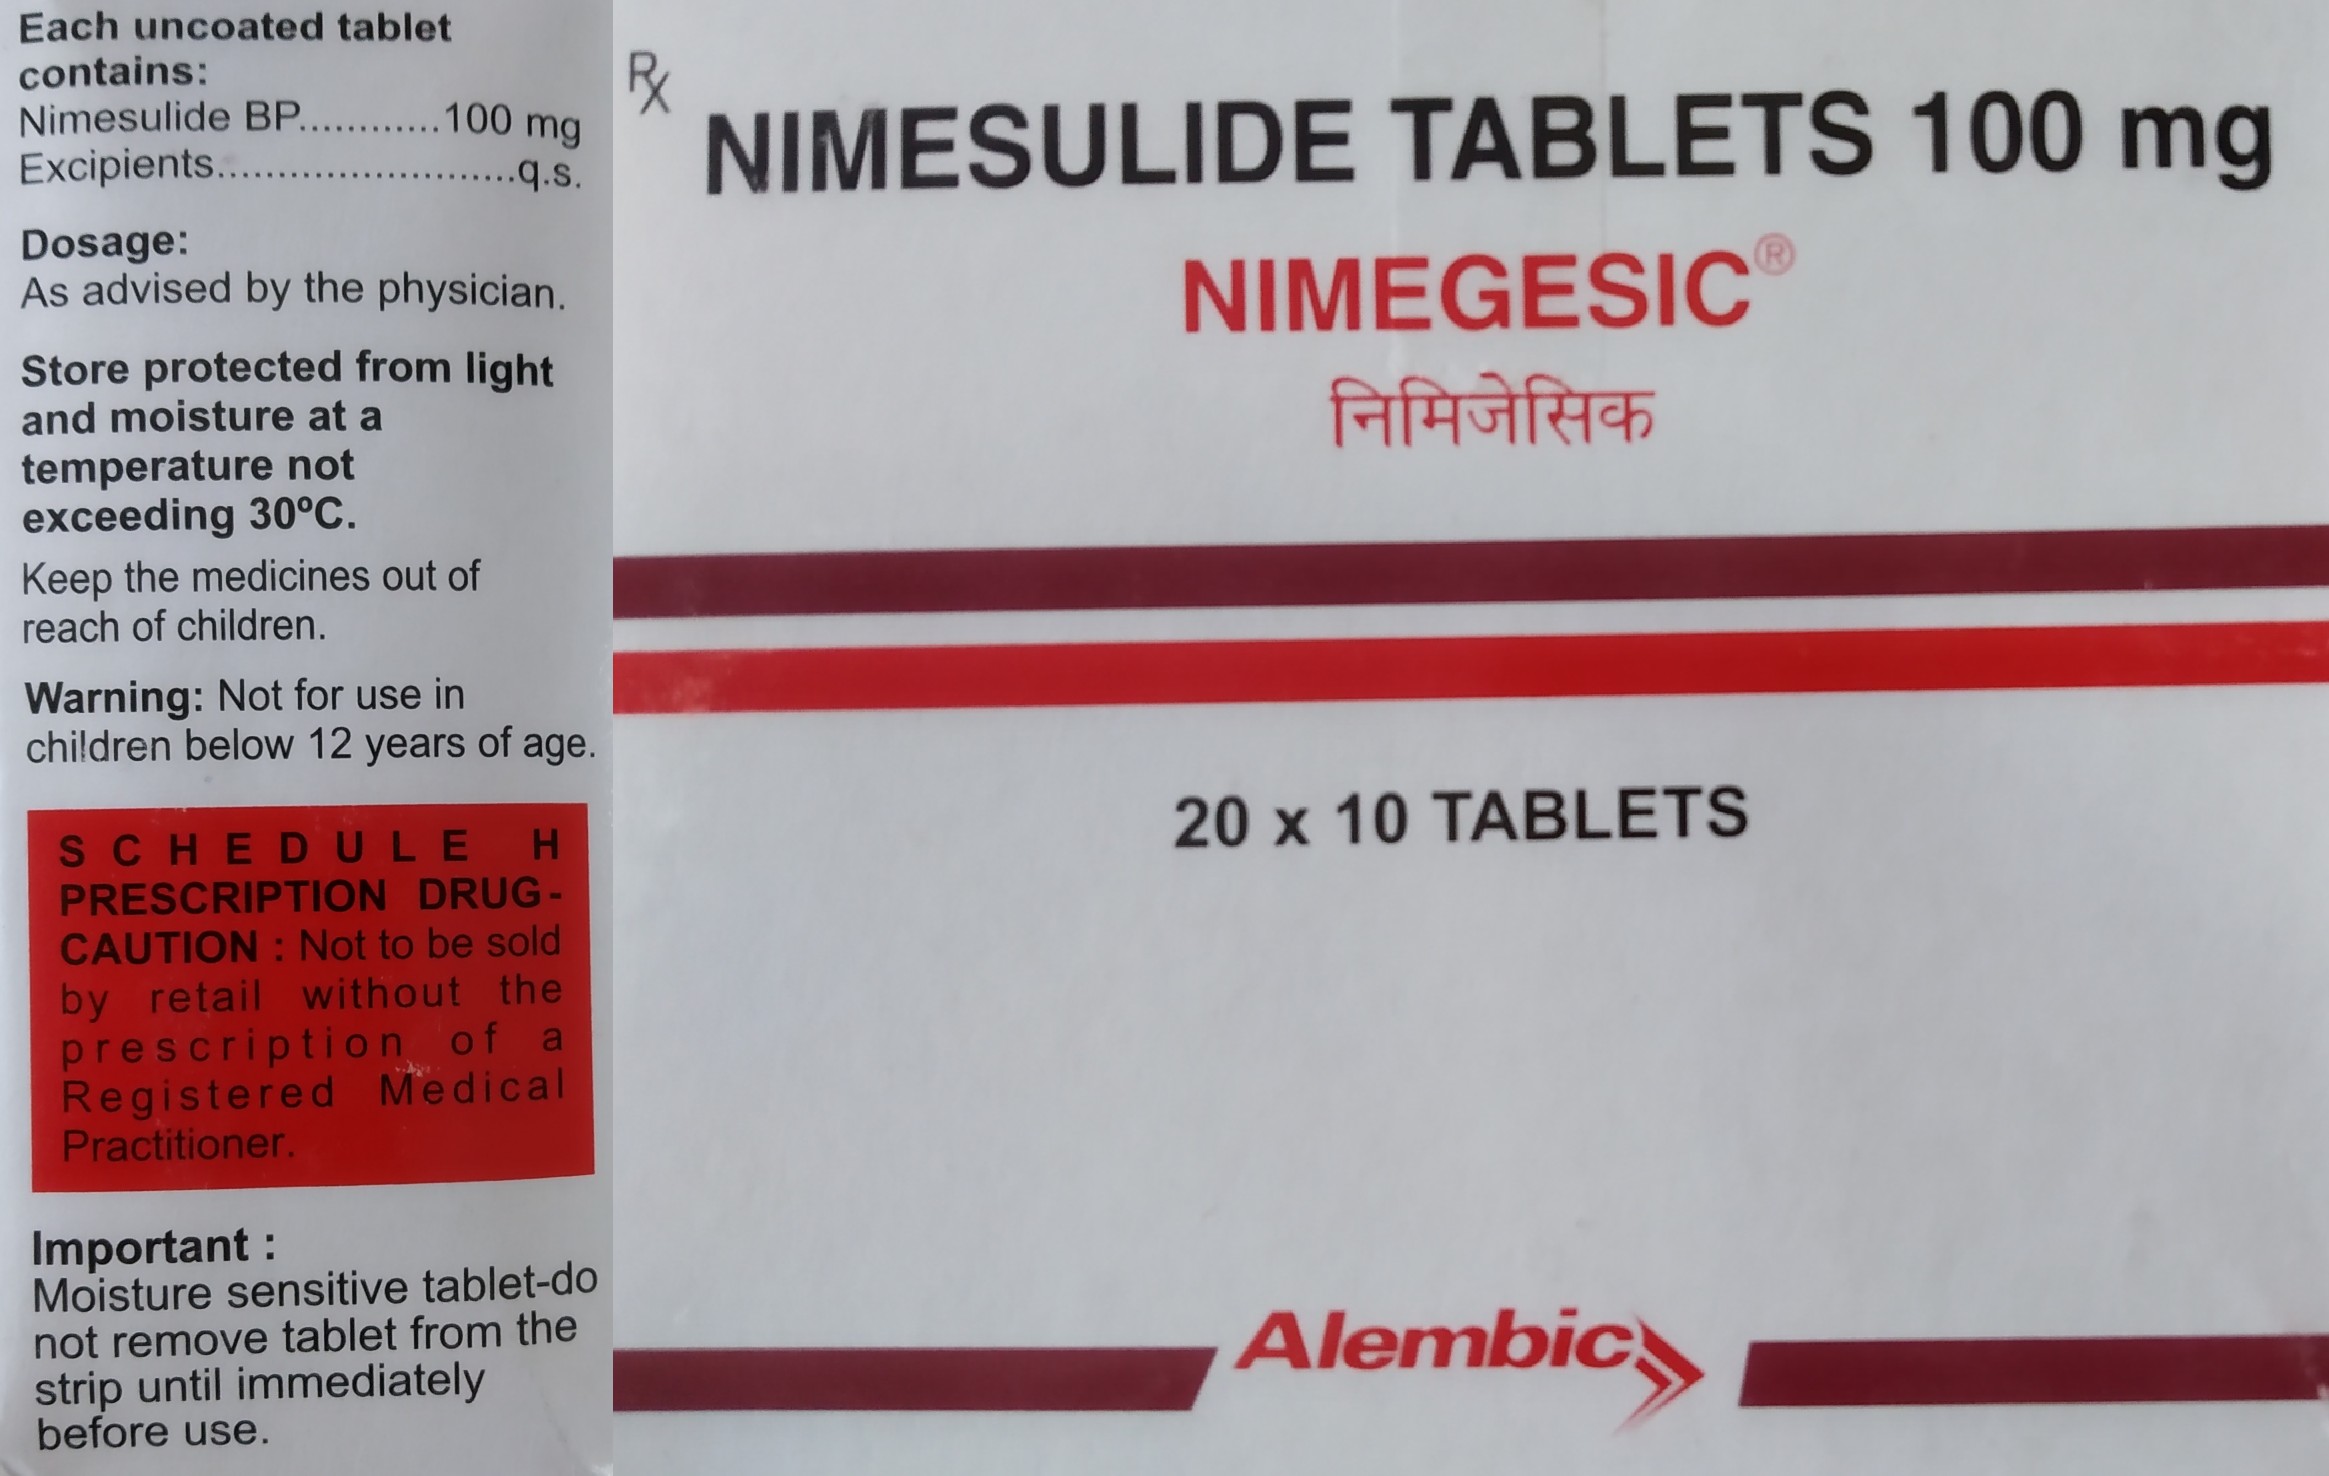 Each uncoated tablet
contains:
Nimesulide BP............100 mg
Excipients.........................q.s.
Dosage:
As advised by the physician.
Store protected from light
and moisture at a
temperature not
exceeding 30ºC.
Keep the medicines out of
reach of children.
Warning: Not for use in
children below 12 years of age.
SCHEDULE H
PRESCRIPTION DRUG-
CAUTION : Not to be sold
by retail without the
prescription of a
Registered Medical
Practitioner.
Important :
Moisture sensitive tablet-do
not remove tablet from the
strip until immediately
before use.
Rx
NIMESULIDE TABLETS 100 mg
NIMEGESIC®
निमिजेसिक
20 x 10 TABLETS
Alembic